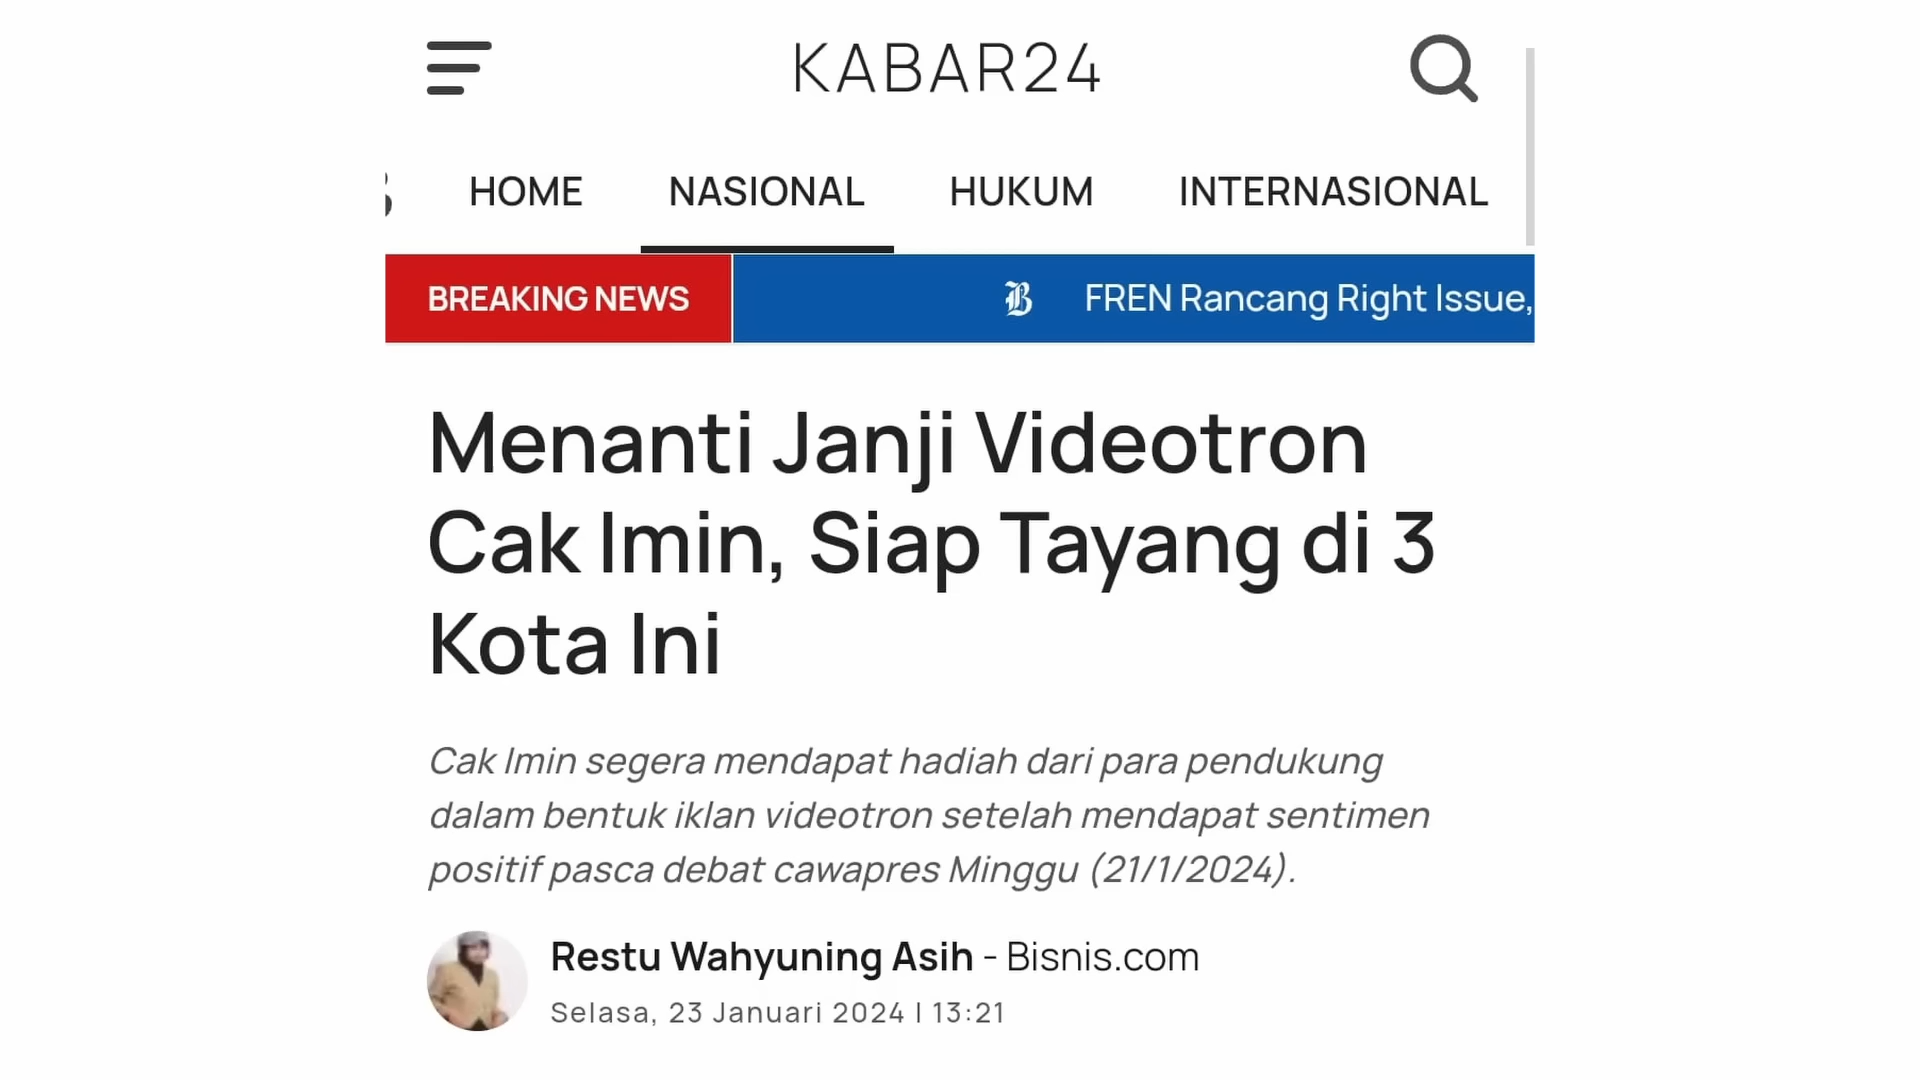 KABAR24
HOME NASIONAL HUKUM INTERNASIONAL
BREAKING NEWS FREN Rancang Right Issue,
Menanti Janji Videotron
Cak Imin, Siap Tayang di 3
Kota Ini
Cak Imin segera mendapat hadiah dari para pendukung
dalam bentuk iklan videotron setelah mendapat sentimen
positif pasca debat cawapres Minggu (21/1/2024).
Restu Wahyuning Asih - Bisnis.com
Selasa, 23 Januari 2024 | 13:21